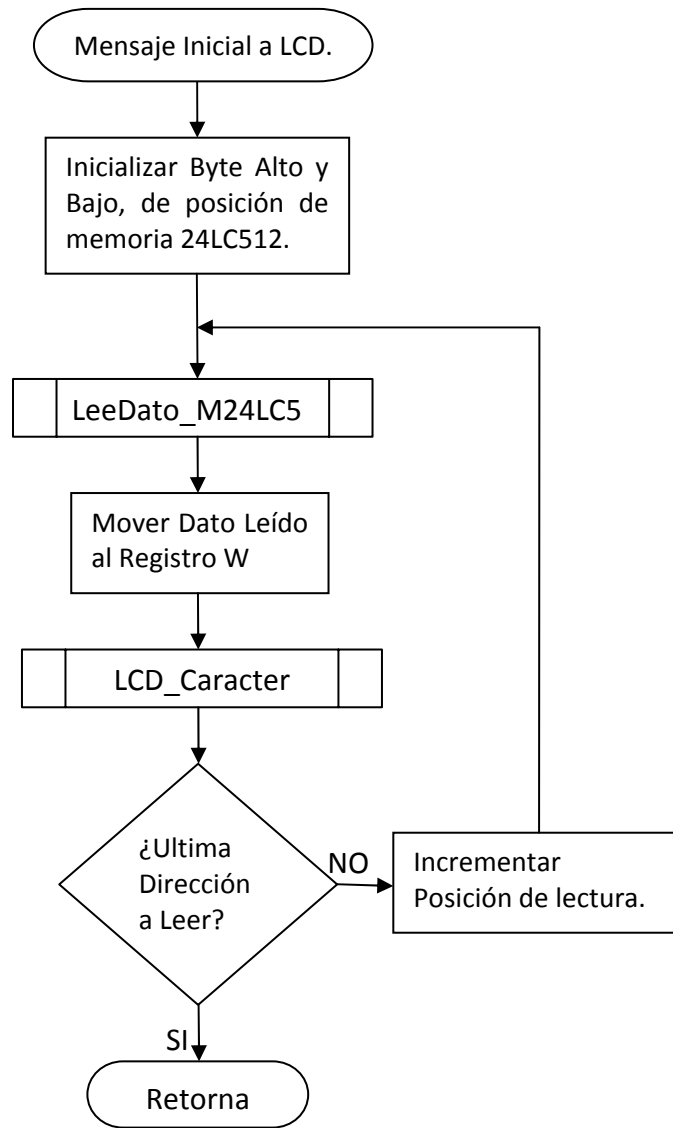 Mensaje Inicial a LCD.
Inicializar Byte Alto y
Bajo, de posición de
memoria 24LC512.
LeeDato_M24LC5
Mover Dato Leído
al Registro W
LCD_Caracter
¿Ultima
Dirección
a Leer?
NO
Incrementar
Posición de lectura.
SI
Retorna